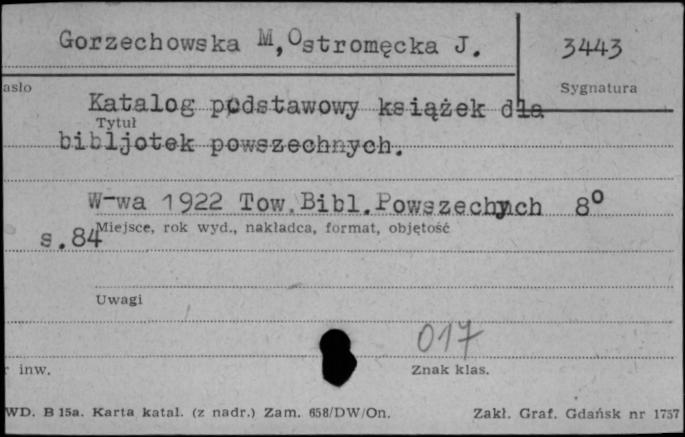 Gorzechowska M,Ostromęcka J. 3443
asło Sygnatura
Katalog podstawowy książek dla
Tytuł
bibljotek powszechnych.
W-wa 1922 Tow.Bibl.Powszechnych 8°
Miejsce, rok wyd., nakładca, format, objętość
s.84
Uwagi
017
r inw. Znak klas.
WD. B 15a. Karta katal. (z nadr.) Zam. 658/DW/On. Zakł. Graf. Gdańsk nr 1757